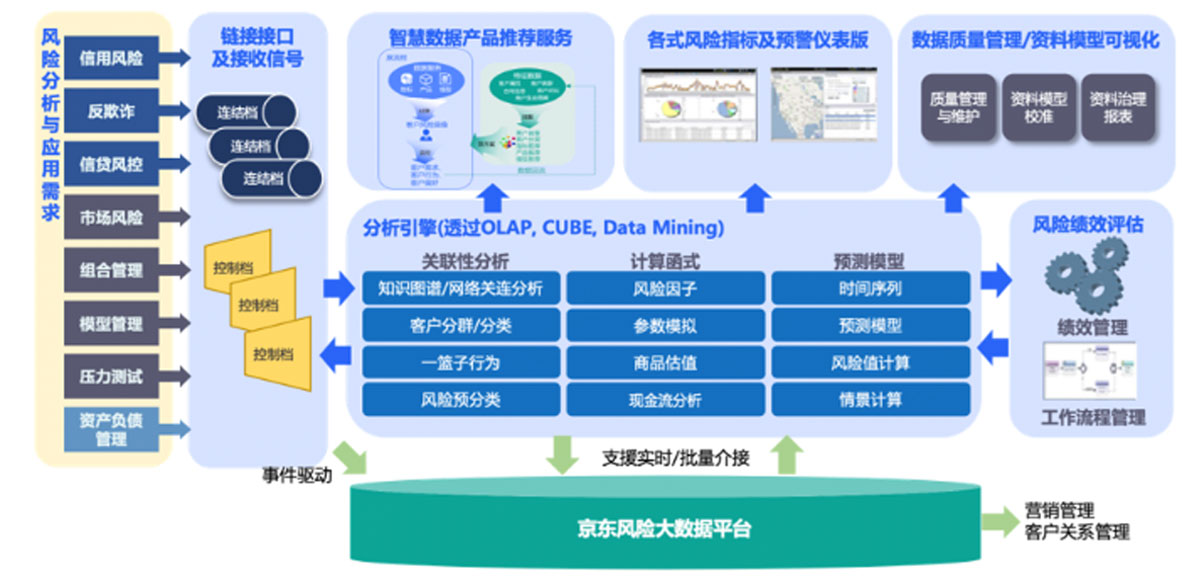 风险分析与应用需求
信用风险
反欺诈
信贷风控
市场风险
组合管理
模型管理
压力测试
资产负债
管理
链接接口
及接收信号
连结档
连结档
连结档
控制档
控制档
控制档
智慧数据产品推荐服务
各式风险指标及预警仪表版
数据质量管理/资料模型可视化
质量管理
与维护
资料模型
校准
资料治理
报表
分析引擎(透过OLAP, CUBE, Data Mining)
关联性分析
知识图谱/网络关连分析
客户分群/分类
一篮子行为
风险预分类
计算函式
风险因子
参数模拟
商品估值
现金流分析
预测模型
时间序列
预测模型
风险值计算
情景计算
风险绩效评估
绩效管理
工作流程管理
事件驱动
支援实时/批量介接
京东风险大数据平台
营销管理
客户关系管理